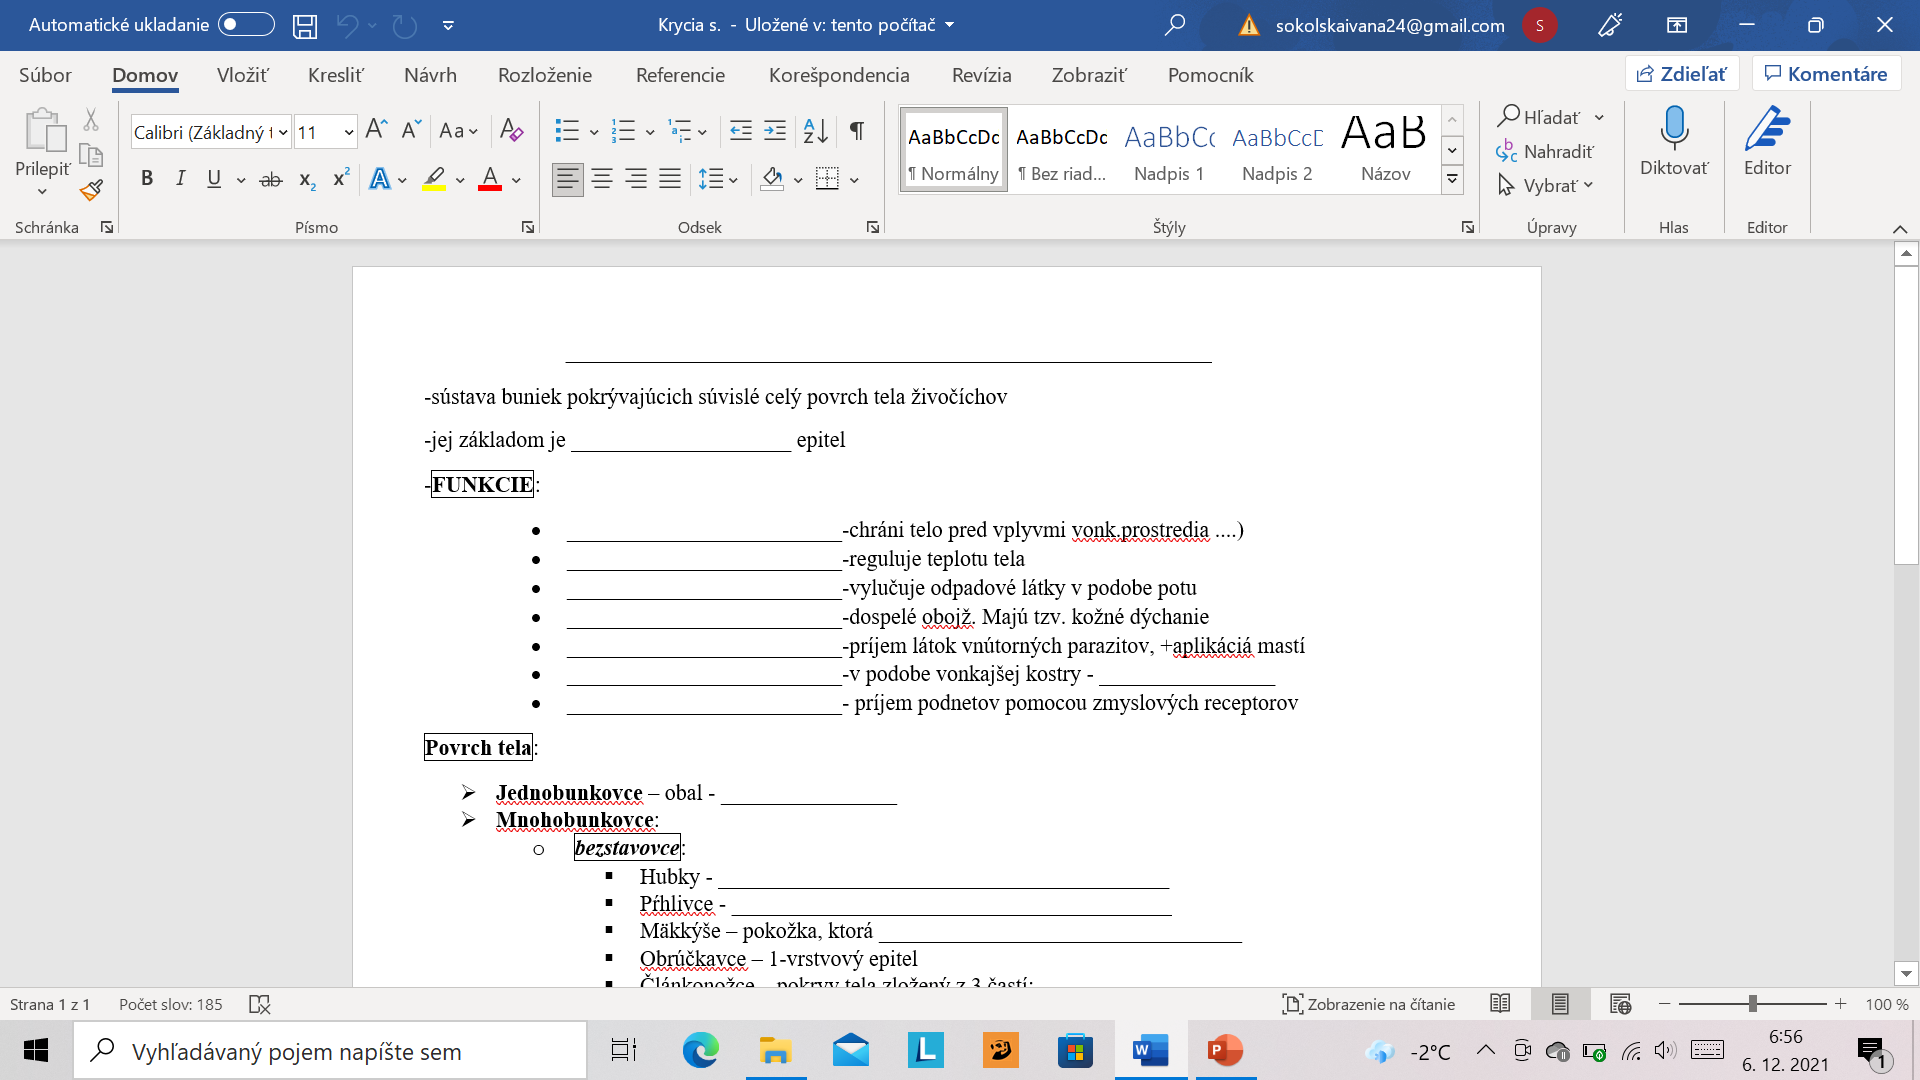 Automatické ukladanie
Krycia s. - Uložené v: tento počítač
sokolskaivana24@gmail.com
S
Súbor Domov Vložiť Kresliť Návrh Rozloženie Referencie Korešpondencia Revízia Zobraziť Pomocník
Zdieľať Komentáre
Prilepiť
Schránka
Calibri (Základný t 11
Písmo
Odsek
AaBbCcDc AaBbCcDc AaBbCc AaBbCcD AaB
¶ Normálny ¶ Bez riad... Nadpis 1 Nadpis 2 Názov
Štýly
Hľadať
Nahradiť
Vybrať
Úpravy
Diktovať
Hlas
Editor
Editor
-sústava buniek pokrývajúcich súvislé celý povrch tela živočíchov
-jej základom je ____________________ epitel
-FUNKCIE:
• _________________________-chráni telo pred vplyvmi vonk.prostredia ....)
• _________________________-reguluje teplotu tela
• _________________________-vylučuje odpadové látky v podobe potu
• _________________________-dospelé obojž. Majú tzv. kožné dýchanie
• _________________________-príjem látok vnútorných parazitov, +aplikáciá mastí
• _________________________-v podobe vonkajšej kostry - ________________
• _________________________- príjem podnetov pomocou zmyslových receptorov
Povrch tela:
➢ Jednobunkovce – obal - ________________
➢ Mnohobunkovce:
o bezstavovce:
▪ Hubky - _________________________________________
▪ Pŕhlivce - ________________________________________
▪ Mäkkýše – pokožka, ktorá _________________________________
▪ Obrúčkavce – 1-vrstvový epitel
▪ Článkonožce – pokryv tela zložený z 3 častí:
Strana 1 z 1 Počet slov: 185
Zobrazenie na čítanie
100 %
Vyhľadávaný pojem napíšte sem
-2°C
6:56
6. 12. 2021
1